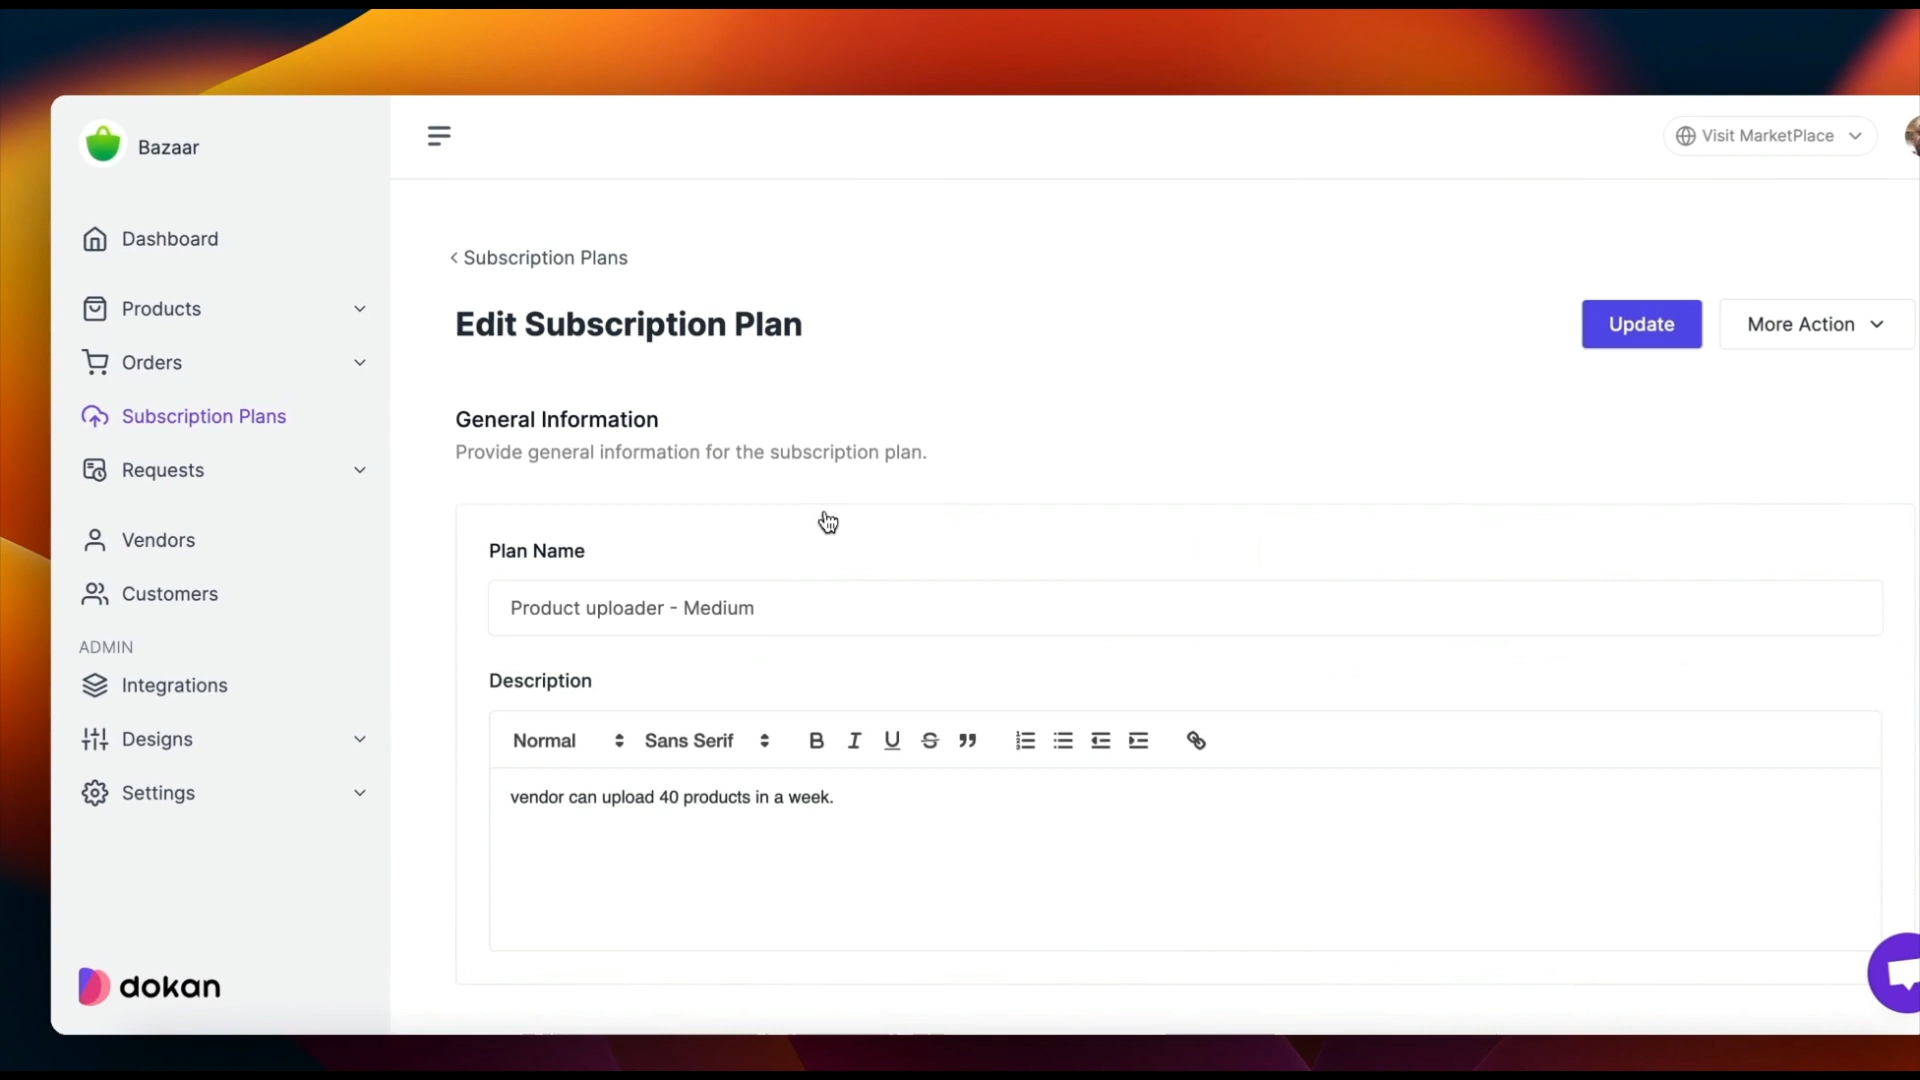 Bazaar
Visit MarketPlace
Dashboard
Products
Orders
Subscription Plans
Requests
Vendors
Customers
ADMIN
Integrations
Designs
Settings
dokan
< Subscription Plans
Edit Subscription Plan
Update
More Action
General Information
Provide general information for the subscription plan.
Plan Name
Product uploader - Medium
Description
Normal Sans Serif B I U S
vendor can upload 40 products in a week.